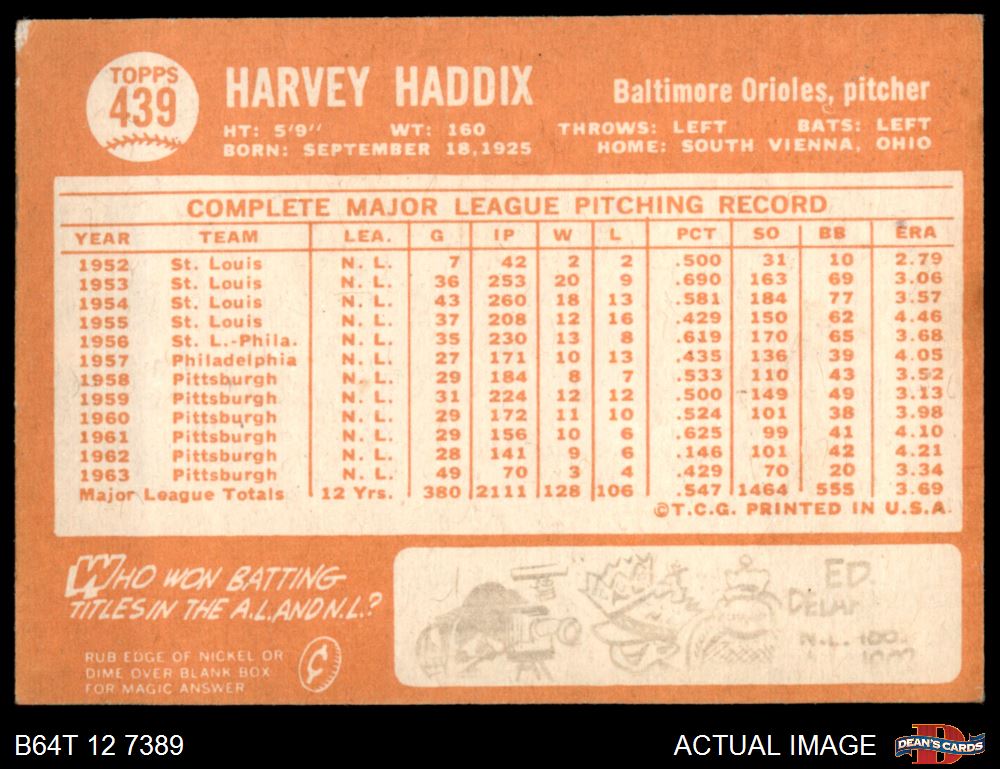 TOPPS
439
HARVEY HADDIX
Baltimore Orioles, pitcher
HT: 5'9" WT: 160 THROWS: LEFT BATS: LEFT
BORN: SEPTEMBER 18, 1925 HOME: SOUTH VIENNA, OHIO
COMPLETE MAJOR LEAGUE PITCHING RECORD
YEAR TEAM LEA. G IP W L PCT SO BB ERA
1952 St. Louis N. L. 7 42 2 2 .500 31 10 2.79
1953 St. Louis N. L. 36 253 20 9 .690 163 69 3.06
1954 St. Louis N. L. 43 260 18 13 .581 184 77 3.57
1955 St. Louis N. L. 37 208 12 16 .429 150 62 4.46
1956 St. L.-Phila. N. L. 35 230 13 8 .619 170 65 3.68
1957 Philadelphia N. L. 27 171 10 13 .435 136 39 4.05
1958 Pittsburgh N. L. 29 184 8 7 .533 110 43 3.52
1959 Pittsburgh N. L. 31 224 12 12 .500 149 49 3.13
1960 Pittsburgh N. L. 29 172 11 10 .524 101 38 3.98
1961 Pittsburgh N. L. 29 156 10 6 .625 99 41 4.10
1962 Pittsburgh N. L. 28 141 9 6 .146 101 42 4.21
1963 Pittsburgh N. L. 49 70 3 4 .429 70 20 3.34
Major League Totals 12 Yrs. 380 2111 128 106 .547 1464 555 3.69
©T.C.G. PRINTED IN U.S.A.
WHO WON BATTING
TITLES IN THE A.L. AND N.L.?
RUB EDGE OF NICKEL OR
DIME OVER BLANK BOX
FOR MAGIC ANSWER
¢
ED.
N.L.
B64T 12 7389
ACTUAL IMAGE
DEAN'S CARDS